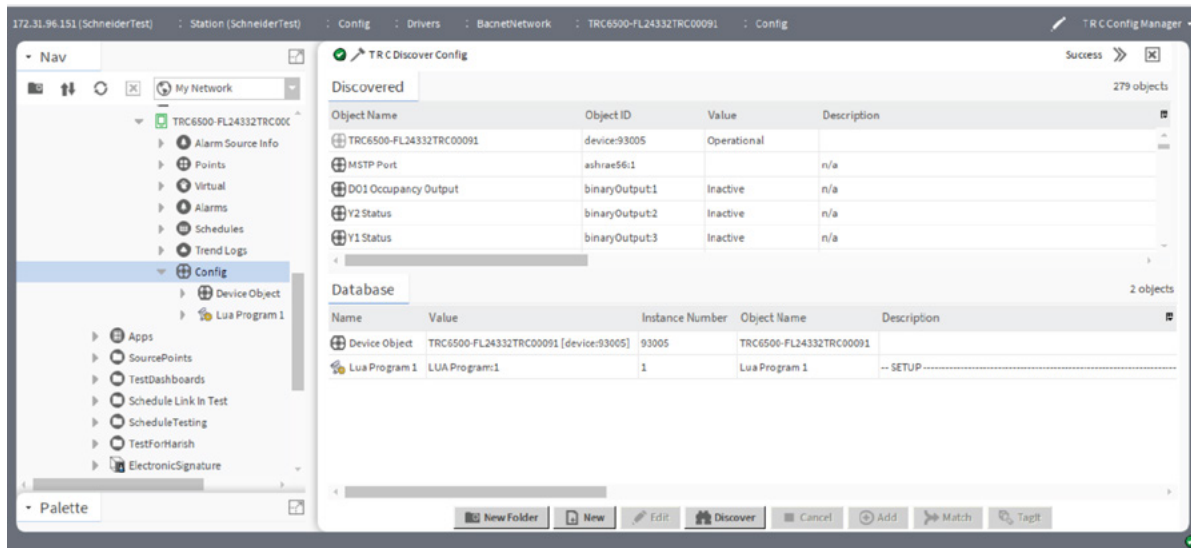 172.31.96.151 (SchneiderTest) : Station (SchneiderTest) : Config : Drivers : BacnetNetwork : TRC6500-FL24332TRC00091 : Config T R C Config Manager
Nav
T R C Discover Config Success
My Network
Discovered 279 objects
TRC6500-FL24332TRC00C
Object Name Object ID Value Description
Alarm Source Info
TRC6500-FL24332TRC00091 device:93005 Operational
Points
MSTP Port ashrae56:1 n/a
Virtual
DO1 Occupancy Output binaryOutput:1 Inactive n/a
Alarms
Y2 Status binaryOutput:2 Inactive n/a
Schedules
Y1 Status binaryOutput:3 Inactive n/a
Trend Logs
Config
Device Object
Database 2 objects
Lua Program 1
Name Value Instance Number Object Name Description
Apps
Device Object TRC6500-FL24332TRC00091 [device:93005] 93005 TRC6500-FL24332TRC00091
SourcePoints
Lua Program 1 LUA Program:1 1 Lua Program 1 -- SETUP ----------
TestDashboards
Schedule Link In Test
ScheduleTesting
TestForHarish
ElectronicSignature
Palette
New Folder New Edit Discover Cancel Add Match TagIt